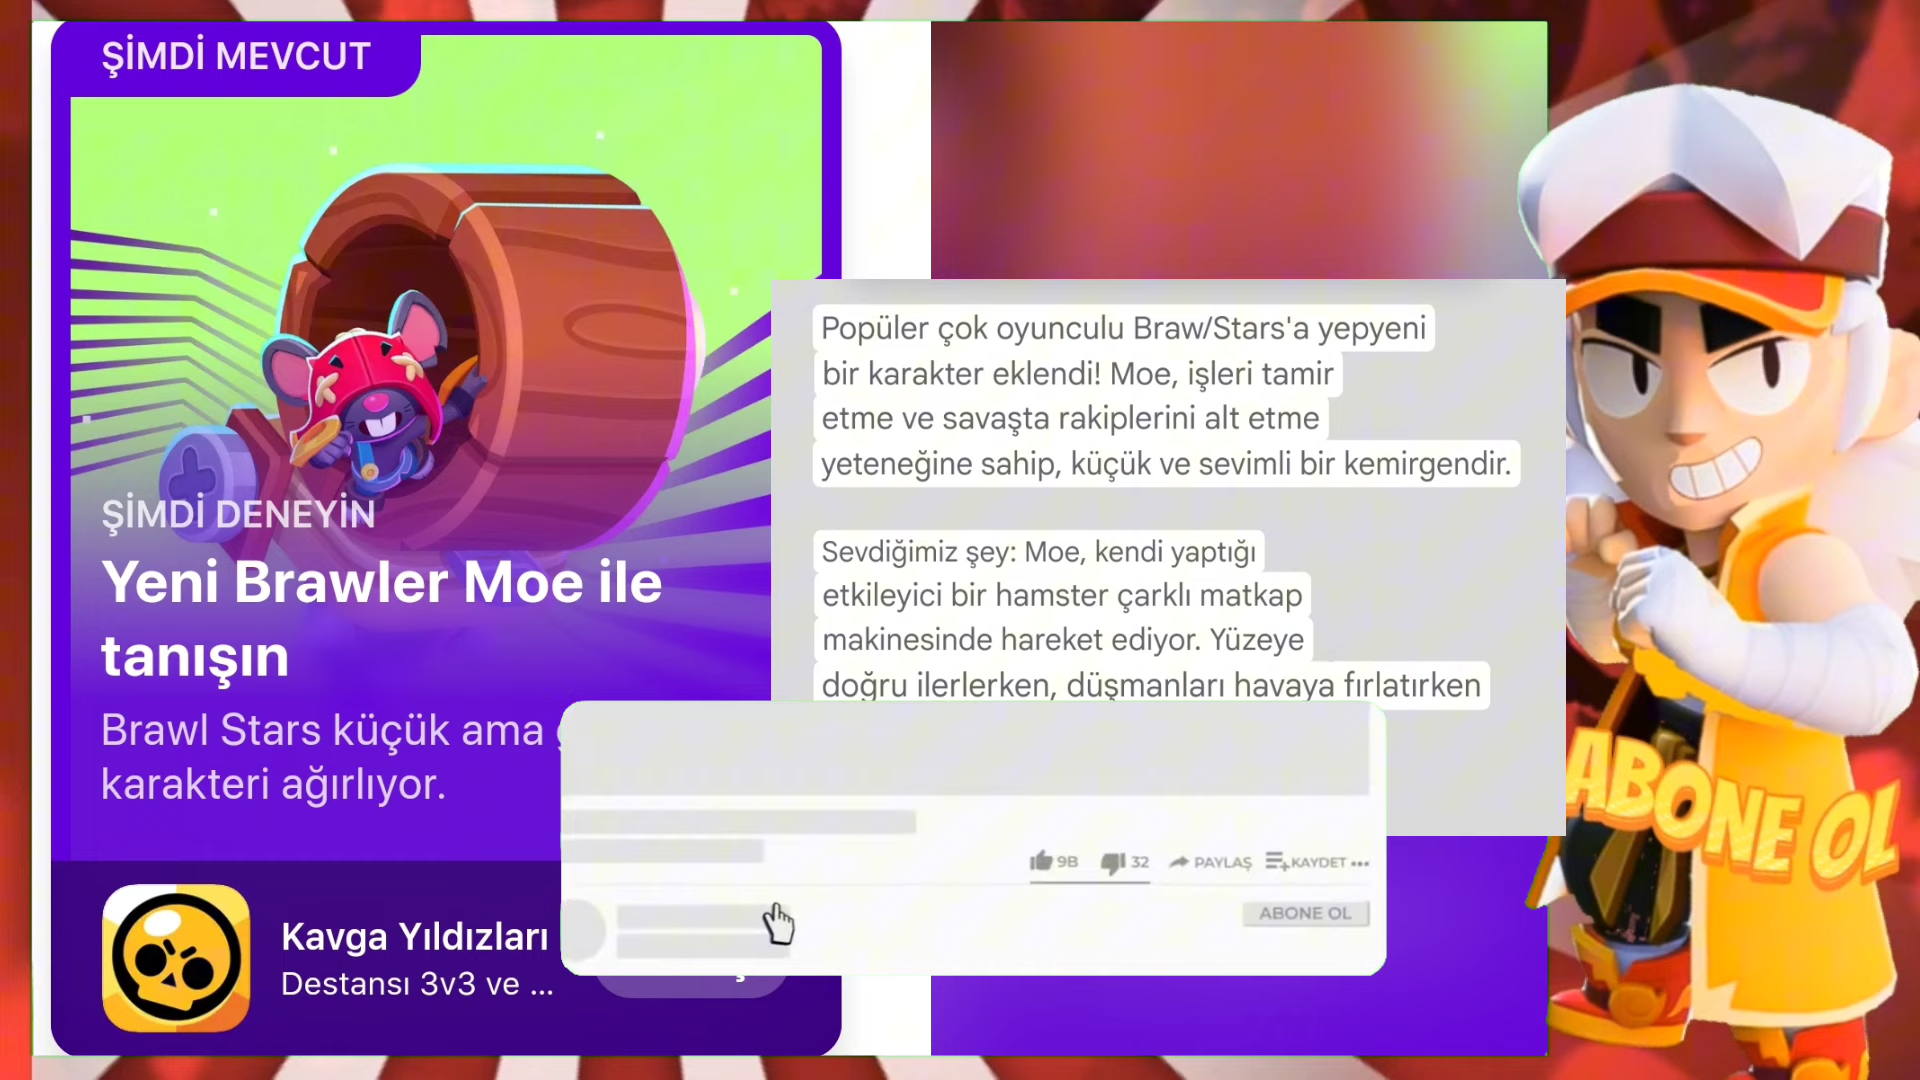 ŞİMDİ MEVCUT
ŞİMDİ DENEYİN
Yeni Brawler Moe ile
tanışın
Brawl Stars küçük ama
karakteri ağırlıyor.
Kavga Yıldızları
Destansı 3v3 ve ...
Popüler çok oyunculu Braw/Stars'a yepyeni
bir karakter eklendi! Moe, işleri tamir
etme ve savaşta rakiplerini alt etme
yeteneğine sahip, küçük ve sevimli bir kemirgendir.
Sevdiğimiz şey: Moe, kendi yaptığı
etkileyici bir hamster çarklı matkap
makinesinde hareket ediyor. Yüzeye
doğru ilerlerken, düşmanları havaya fırlatırken
9B 32 PAYLAŞ KAYDET
ABONE OL
ABONE OL